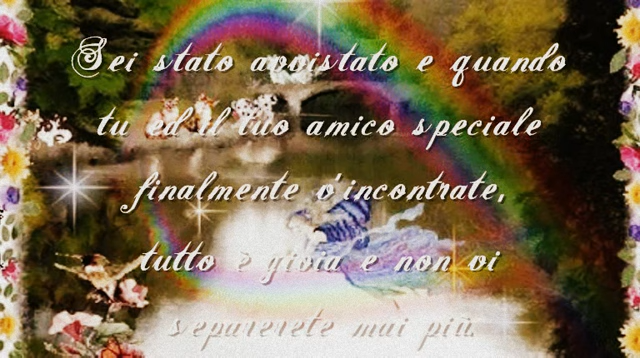 Sei stato avvistato e quando
tu ed il tuo amico speciale
finalmente v'incontrate,
tutto è gioia e non vi
separerete mai più.